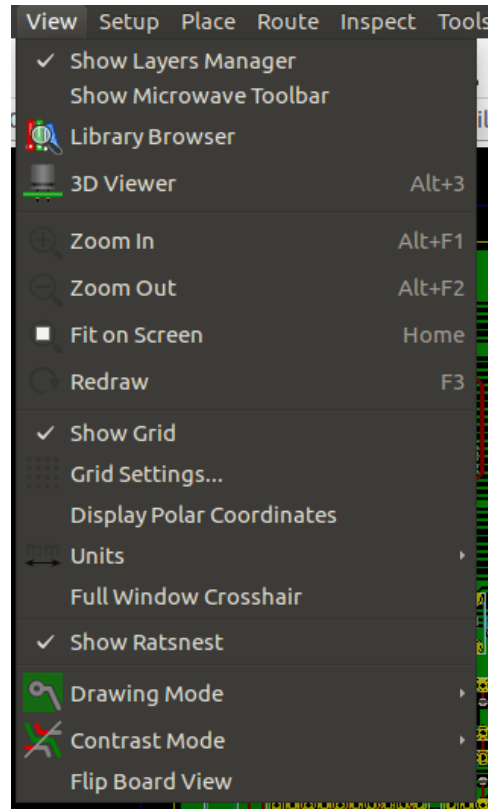 View Setup Place Route Inspect Tools
Show Layers Manager
Show Microwave Toolbar
Library Browser
3D Viewer Alt+3
Zoom In Alt+F1
Zoom Out Alt+F2
Fit on Screen Home
Redraw F3
Show Grid
Grid Settings...
Display Polar Coordinates
mm
Units
Full Window Crosshair
Show Ratsnest
Drawing Mode
Contrast Mode
Flip Board View